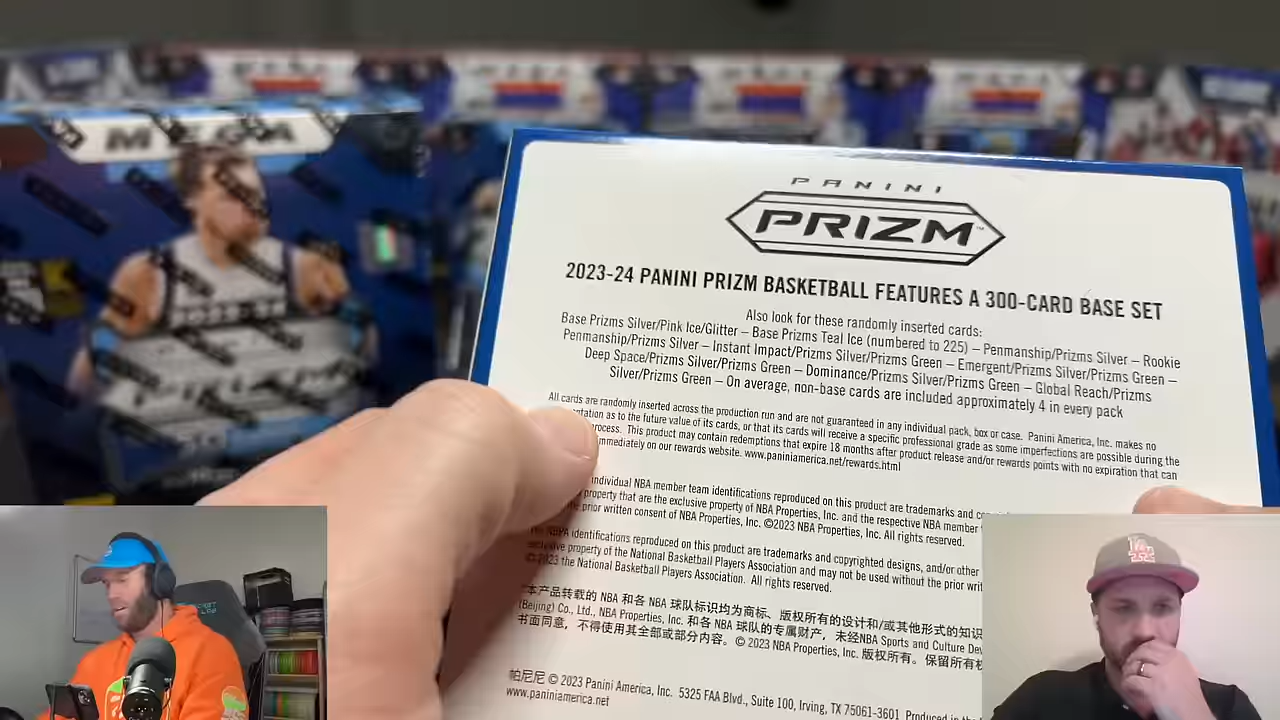 MEGA
PANINI
PRIZM™
2023-24 PANINI PRIZM BASKETBALL FEATURES A 300-CARD BASE SET
Also look for these randomly inserted cards:
Base Prizms Silver/Pink Ice/Glitter – Base Prizms Teal Ice (numbered to 225) – Penmanship/Prizms Silver – Rookie
Penmanship/Prizms Silver – Instant Impact/Prizms Silver/Prizms Green – Emergent/Prizms Silver/Prizms Green –
Deep Space/Prizms Silver/Prizms Green – Dominance/Prizms Silver/Prizms Green – Global Reach/Prizms
Silver/Prizms Green – On average, non-base cards are included approximately 4 in every pack
All cards are randomly inserted across the production run and are not guaranteed in any individual pack, box or case. Panini America, Inc. makes no
as to the future value of its cards, or that its cards will receive a specific professional grade as some imperfections are possible during the
process. This product may contain redemptions that expire 18 months after product release and/or rewards points with no expiration that can
immediately on our rewards website. www.paniniamerica.net/rewards.html
individual NBA member team identifications reproduced on this product are trademarks and
property that are the exclusive property of NBA Properties, Inc. and the respective NBA member
prior written consent of NBA Properties, Inc. ©2023 NBA Properties, Inc. All rights reserved.
identifications reproduced on this product are trademarks and copyrighted designs, and/or other
property of the National Basketball Players Association and may not be used without the prior
© 2023 the National Basketball Players Association. All rights reserved.
本产品转载的 NBA 和各 NBA 球队标识均为商标、版权所有的设计和/或其他形式的知识
(Beijing) Co., Ltd., NBA Properties, Inc. 和各 NBA 球队的专属财产，未经NBA Sports and Culture
书面同意，不得使用其全部或部分内容。© 2023 NBA Properties, Inc. 版权所有。保留所有
帕尼尼 © 2023 Panini America, Inc. 5325 FAA Blvd., Suite 100, Irving, TX 75061-3601 Produced in
www.paniniamerica.net